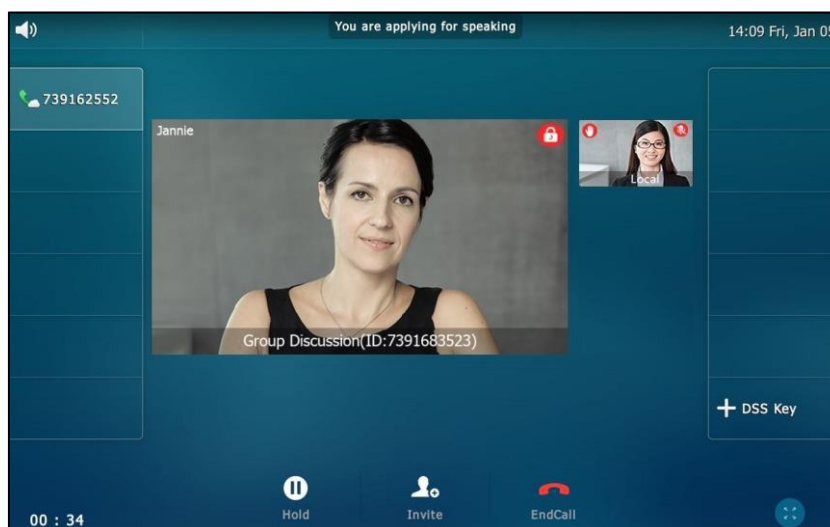 You are applying for speaking
14:09 Fri, Jan 05
739162552
Jannie
Local
Group Discussion(ID:7391683523)
+ DSS Key
Hold
Invite
EndCall
00 : 34